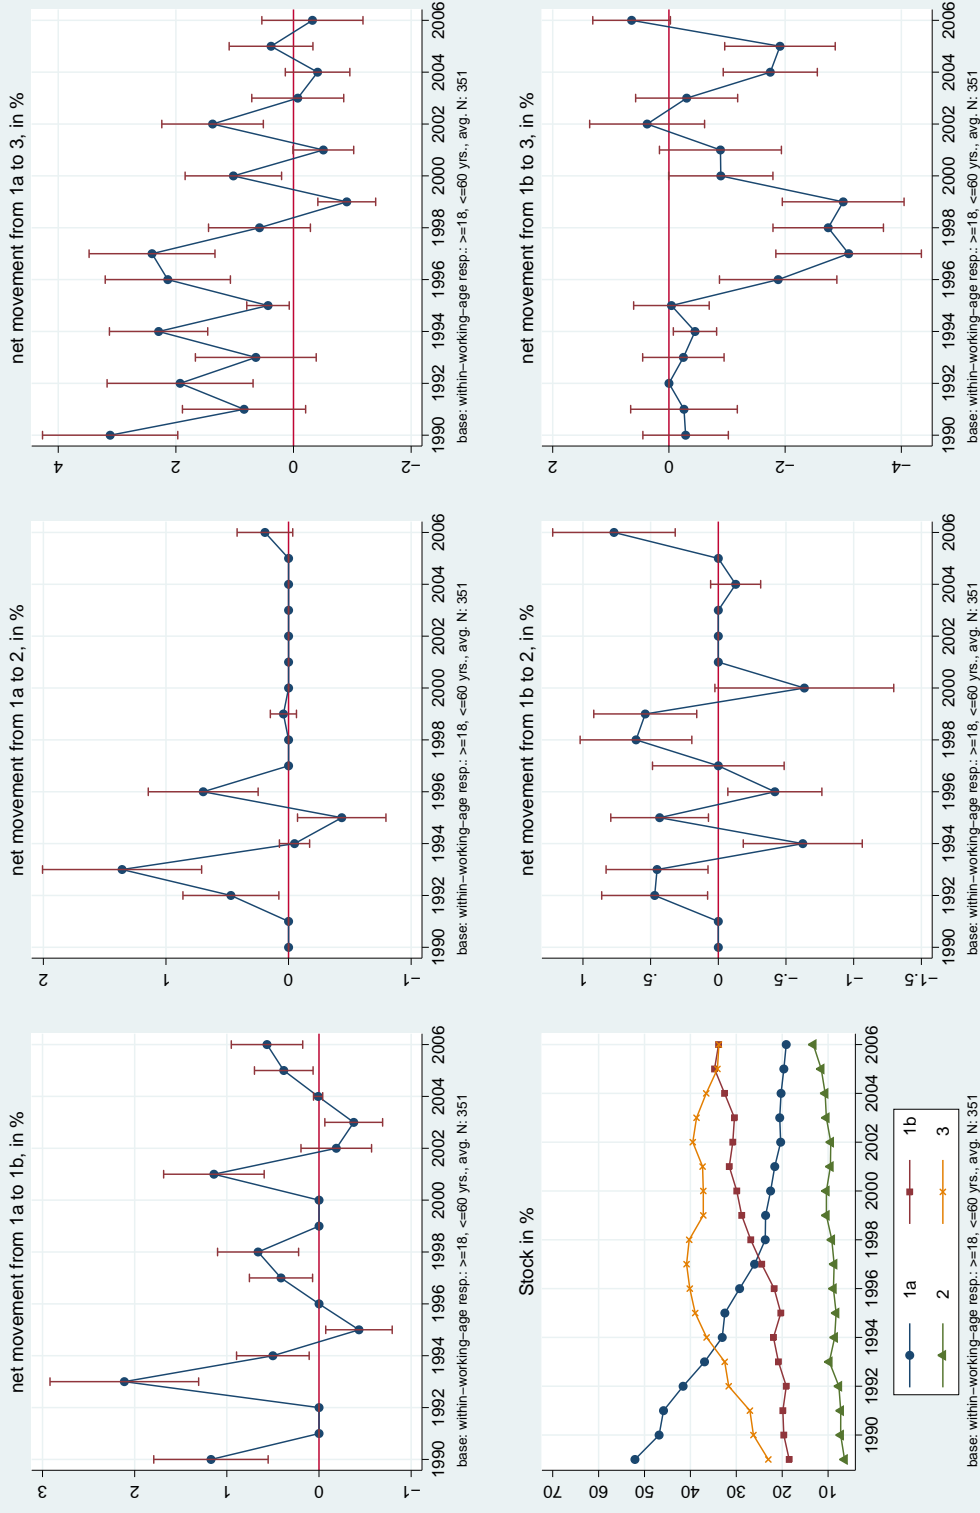 net movement from 1a to 1b, in %
3
2
1
0
−1
1990 1992 1994 1996 1998 2000 2002 2004 2006
base: within−working−age resp.: >=18, <=60 yrs., avg. N: 351
net movement from 1a to 2, in %
2
1
0
−1
1990 1992 1994 1996 1998 2000 2002 2004 2006
base: within−working−age resp.: >=18, <=60 yrs., avg. N: 351
net movement from 1a to 3, in %
4
2
0
−2
1990 1992 1994 1996 1998 2000 2002 2004 2006
base: within−working−age resp.: >=18, <=60 yrs., avg. N: 351
Stock in %
70
60
50
40
30
20
10
1990 1992 1994 1996 1998 2000 2002 2004 2006
1a 1b
2 3
base: within−working−age resp.: >=18, <=60 yrs., avg. N: 351
net movement from 1b to 2, in %
1
.5
0
−.5
−1
−1.5
1990 1992 1994 1996 1998 2000 2002 2004 2006
base: within−working−age resp.: >=18, <=60 yrs., avg. N: 351
net movement from 1b to 3, in %
2
0
−2
−4
1990 1992 1994 1996 1998 2000 2002 2004 2006
base: within−working−age resp.: >=18, <=60 yrs., avg. N: 351